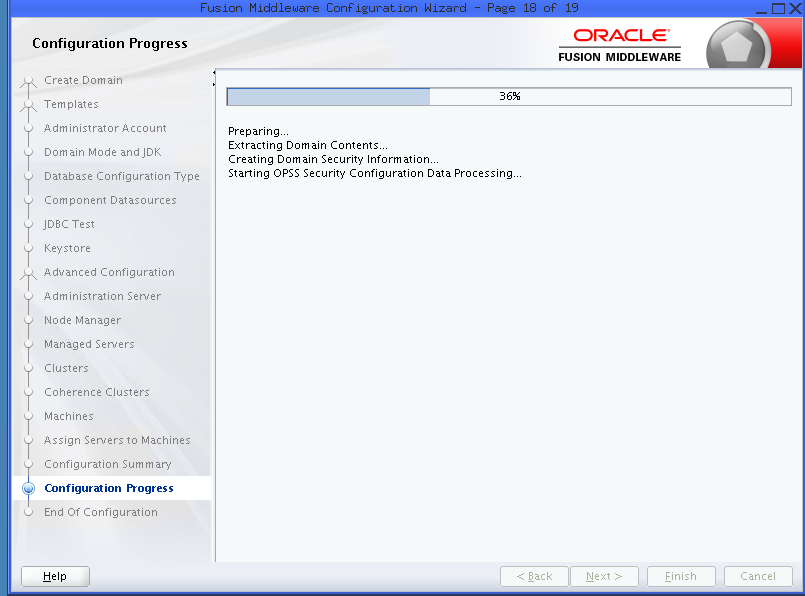 Fusion Middleware Configuration Wizard - Page 18 of 19
Configuration Progress
ORACLE
FUSION MIDDLEWARE
Create Domain
Templates
Administrator Account
Domain Mode and JDK
Database Configuration Type
Component Datasources
JDBC Test
Keystore
Advanced Configuration
Administration Server
Node Manager
Managed Servers
Clusters
Coherence Clusters
Machines
Assign Servers to Machines
Configuration Summary
Configuration Progress
End Of Configuration
36%
Preparing...
Extracting Domain Contents...
Creating Domain Security Information...
Starting OPSS Security Configuration Data Processing...
Help
< Back
Next >
Finish
Cancel